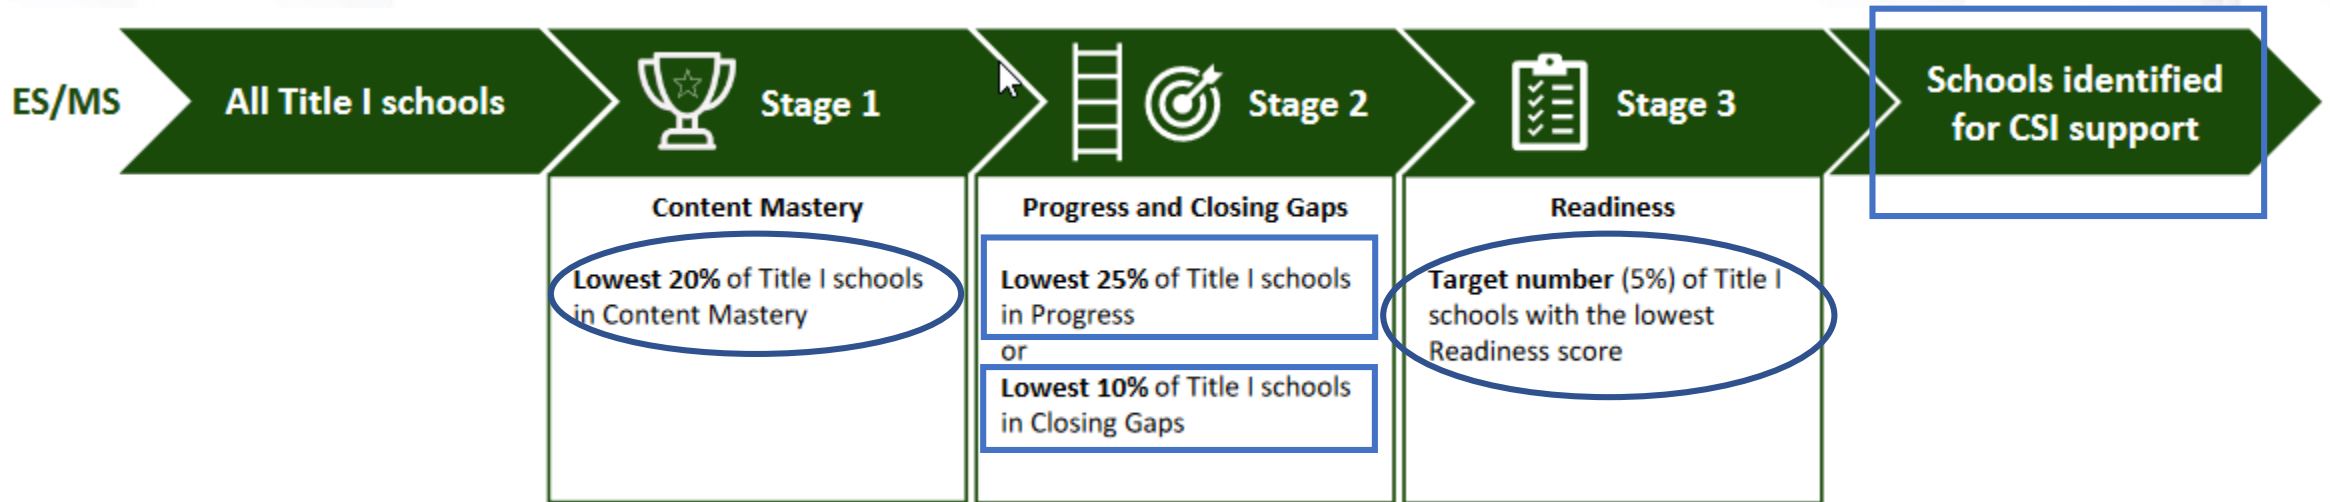 ES/MS
All Title I schools
Stage 1
Stage 2
Stage 3
Schools identified
for CSI support
Content Mastery
Lowest 20% of Title I schools
in Content Mastery
Progress and Closing Gaps
Lowest 25% of Title I schools
in Progress
or
Lowest 10% of Title I schools
in Closing Gaps
Readiness
Target number (5%) of Title I
schools with the lowest
Readiness score